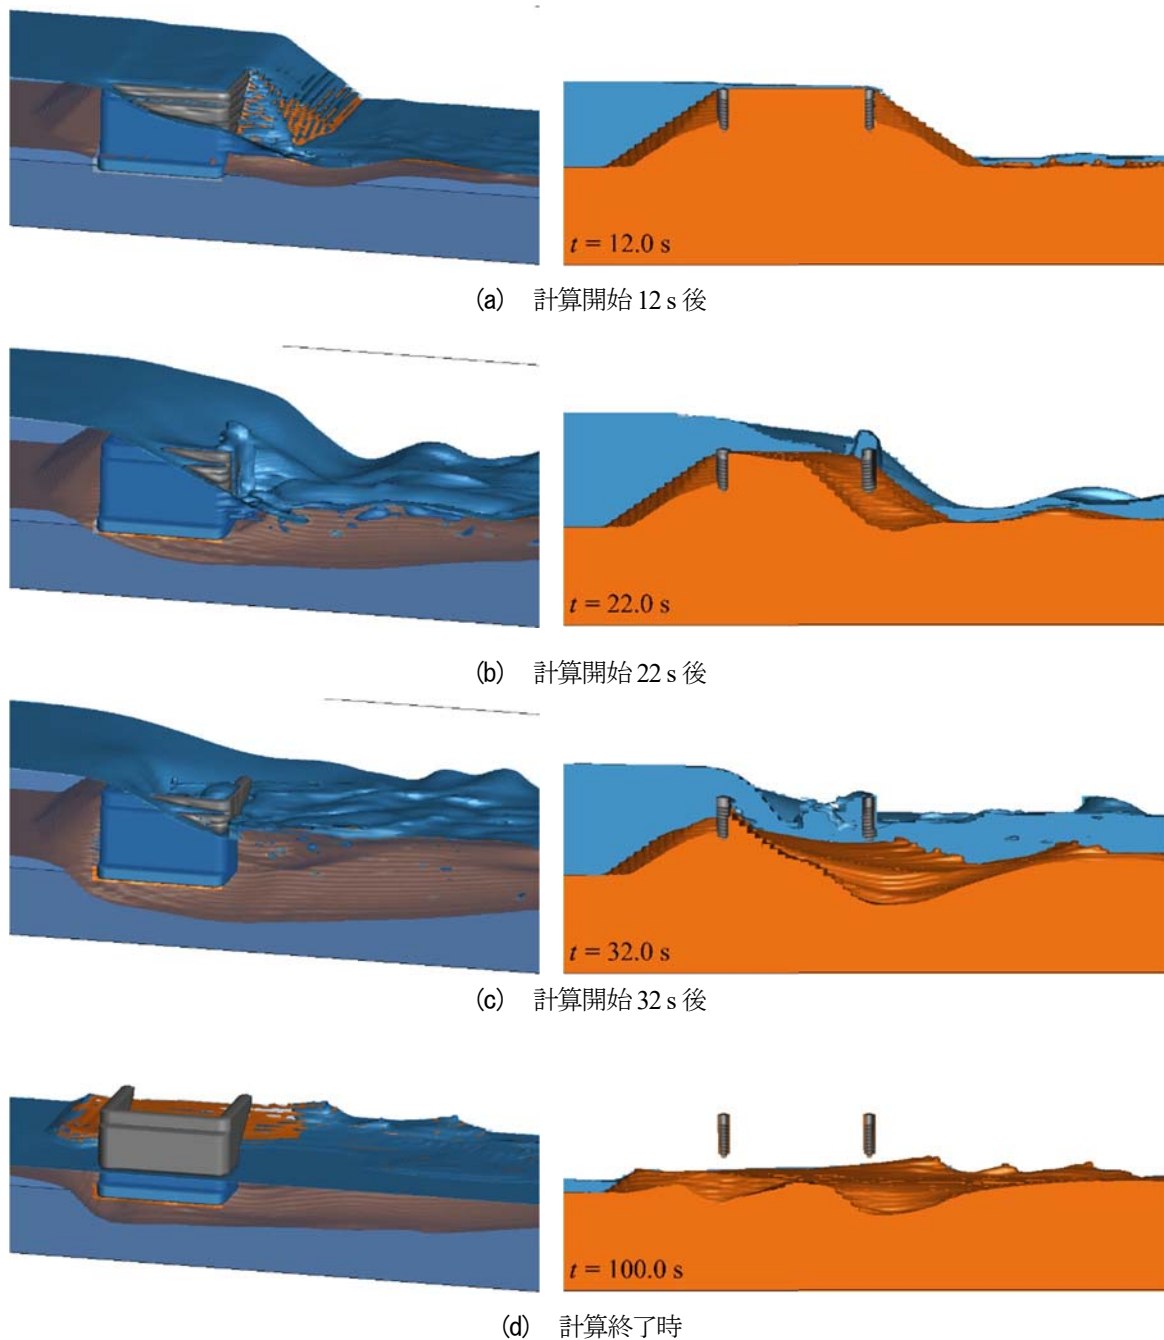 t = 12.0 s
(a) 計算開始 12 s 後
t = 22.0 s
(b) 計算開始 22 s 後
t = 32.0 s
(c) 計算開始 32 s 後
t = 100.0 s
(d) 計算終了時